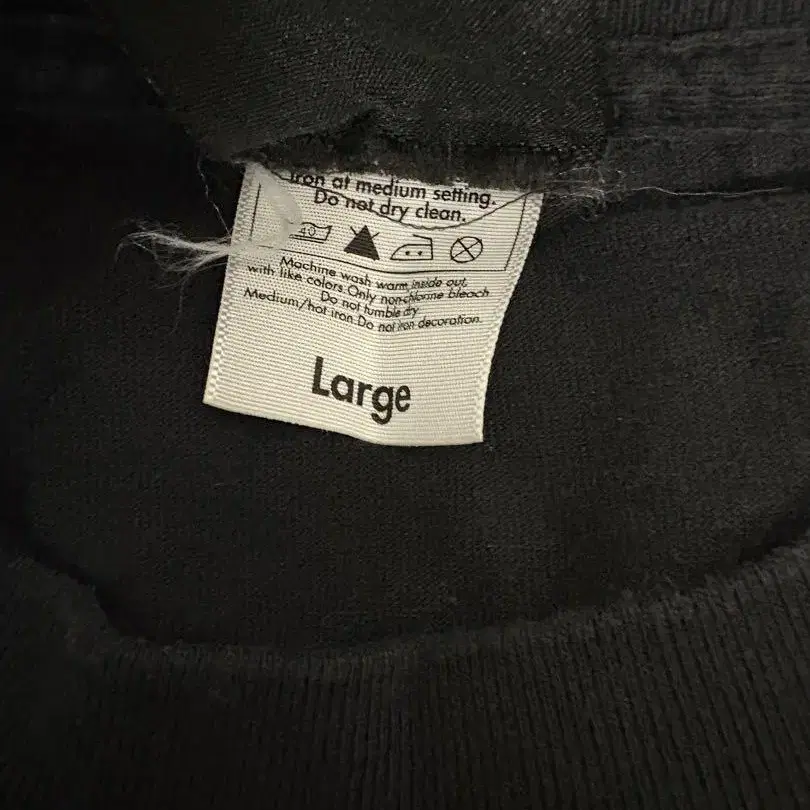 Iron at medium setting.
Do not dry clean.
40
Machine wash warm, inside out,
with like colors. Only non-chlorine bleach
Do not tumble dry.
Medium/hot iron. Do not iron decoration.
Large